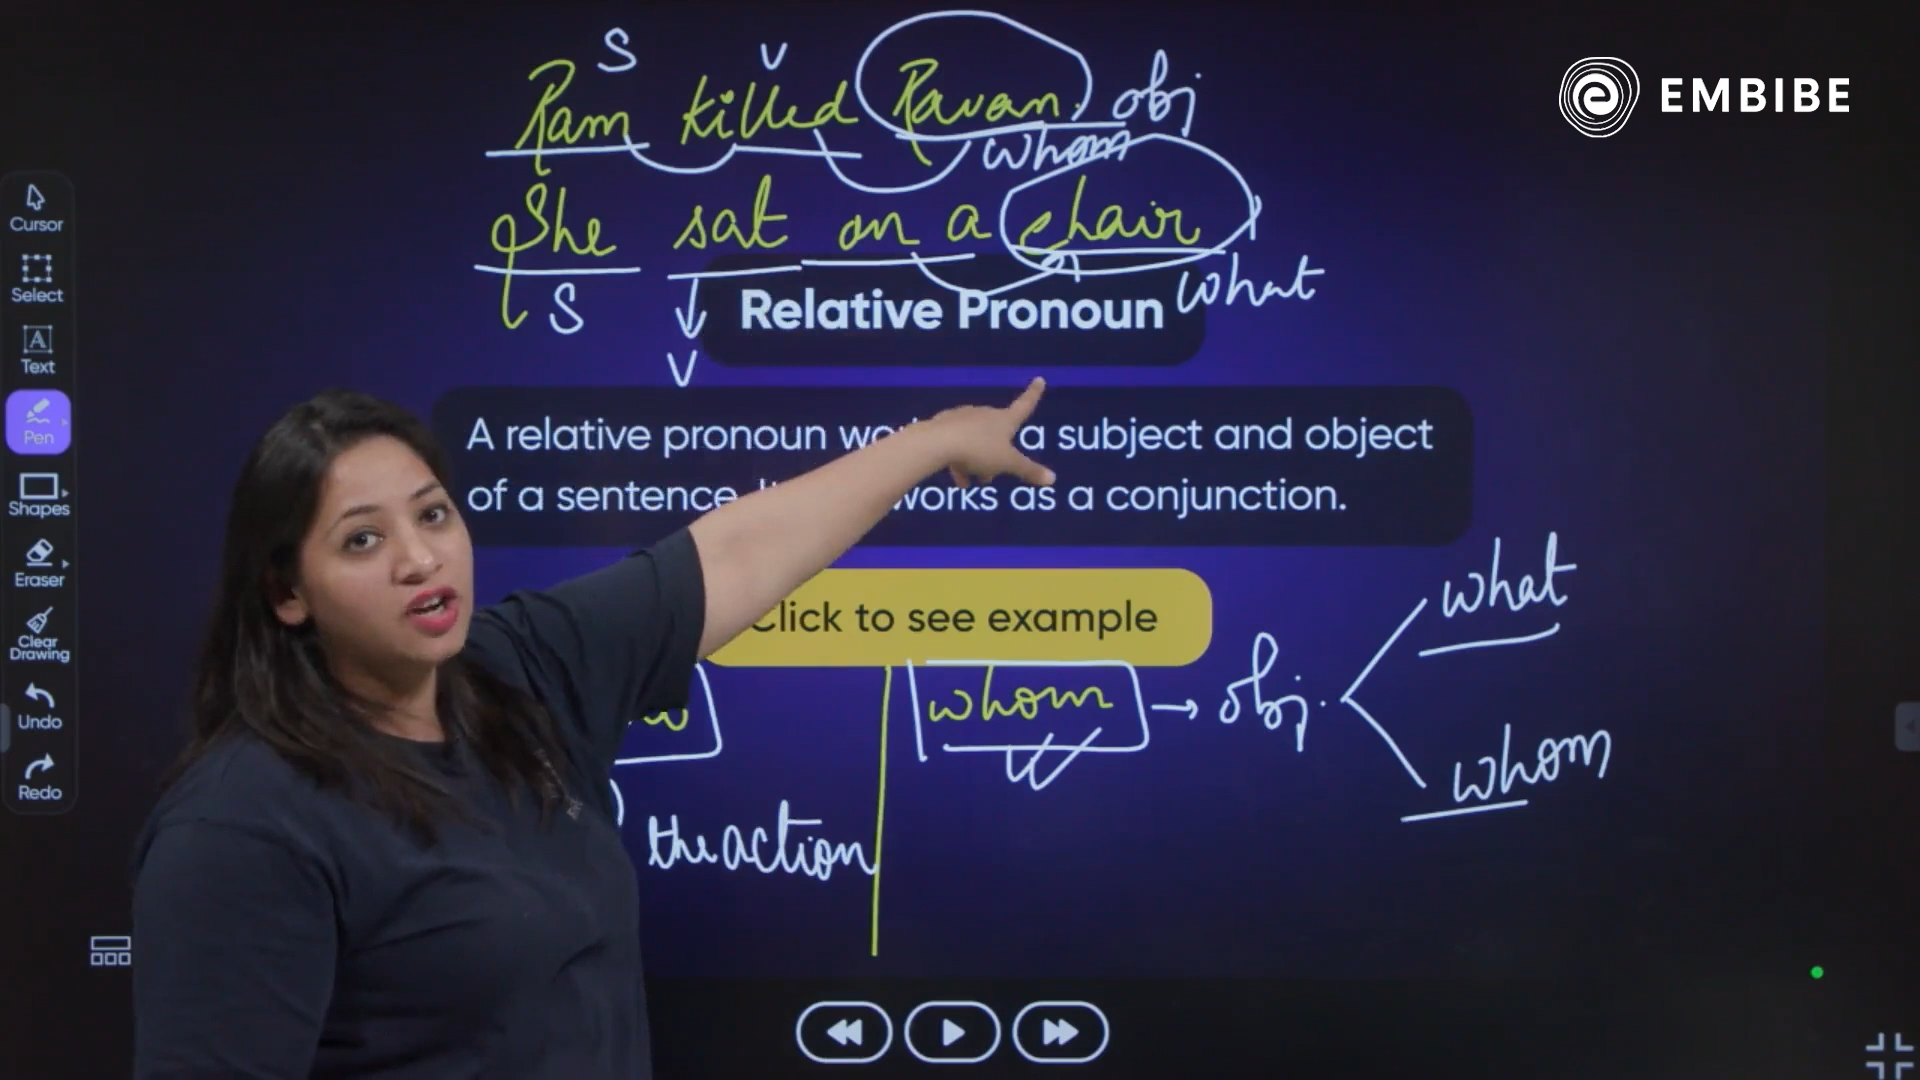 S V
Ram killed Ravan. obj
whom
She sat on a chair
S what
V
Relative Pronoun
A relative pronoun a subject and object
of a sentence. works as a conjunction.
Click to see example
what
whom → obj.
whom
the action
EMBIBE
Cursor
Select
A
Text
Pen
Shapes
Eraser
Clear
Drawing
Undo
Redo